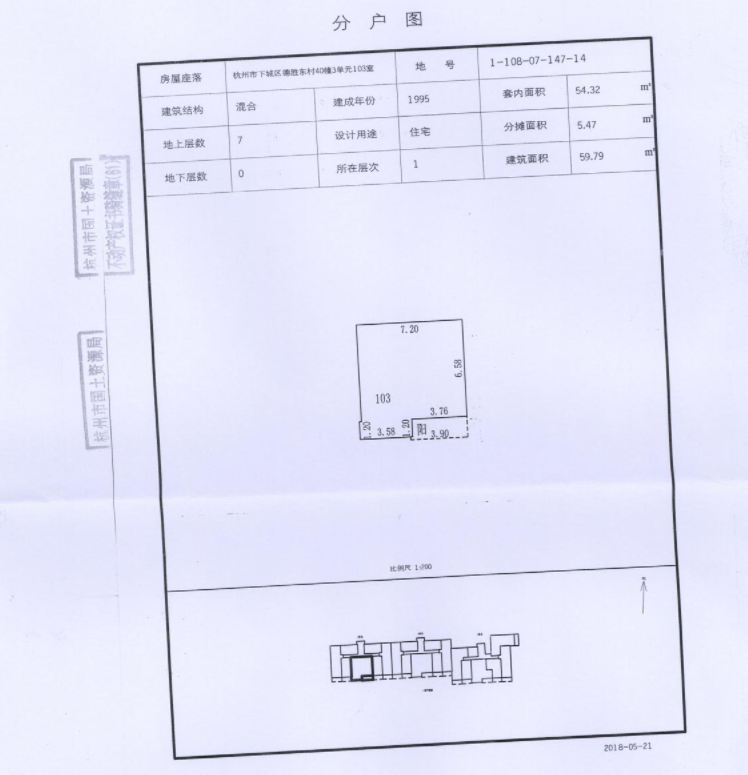 分户图
房屋座落 杭州市下城区德胜东村40幢3单元103室 地号 1-108-07-147-14
建筑结构 混合 建成年份 1995 套内面积 54.32 m²
地上层数 7 设计用途 住宅 分摊面积 5.47 m²
地下层数 0 所在层次 1 建筑面积 59.79 m²
杭州市国土资源局
杭州市国土资源局
7.20
6.58
103
3.76
1.20 3.58 1.20 阳 3.90
比例尺 1:200
2018-05-21